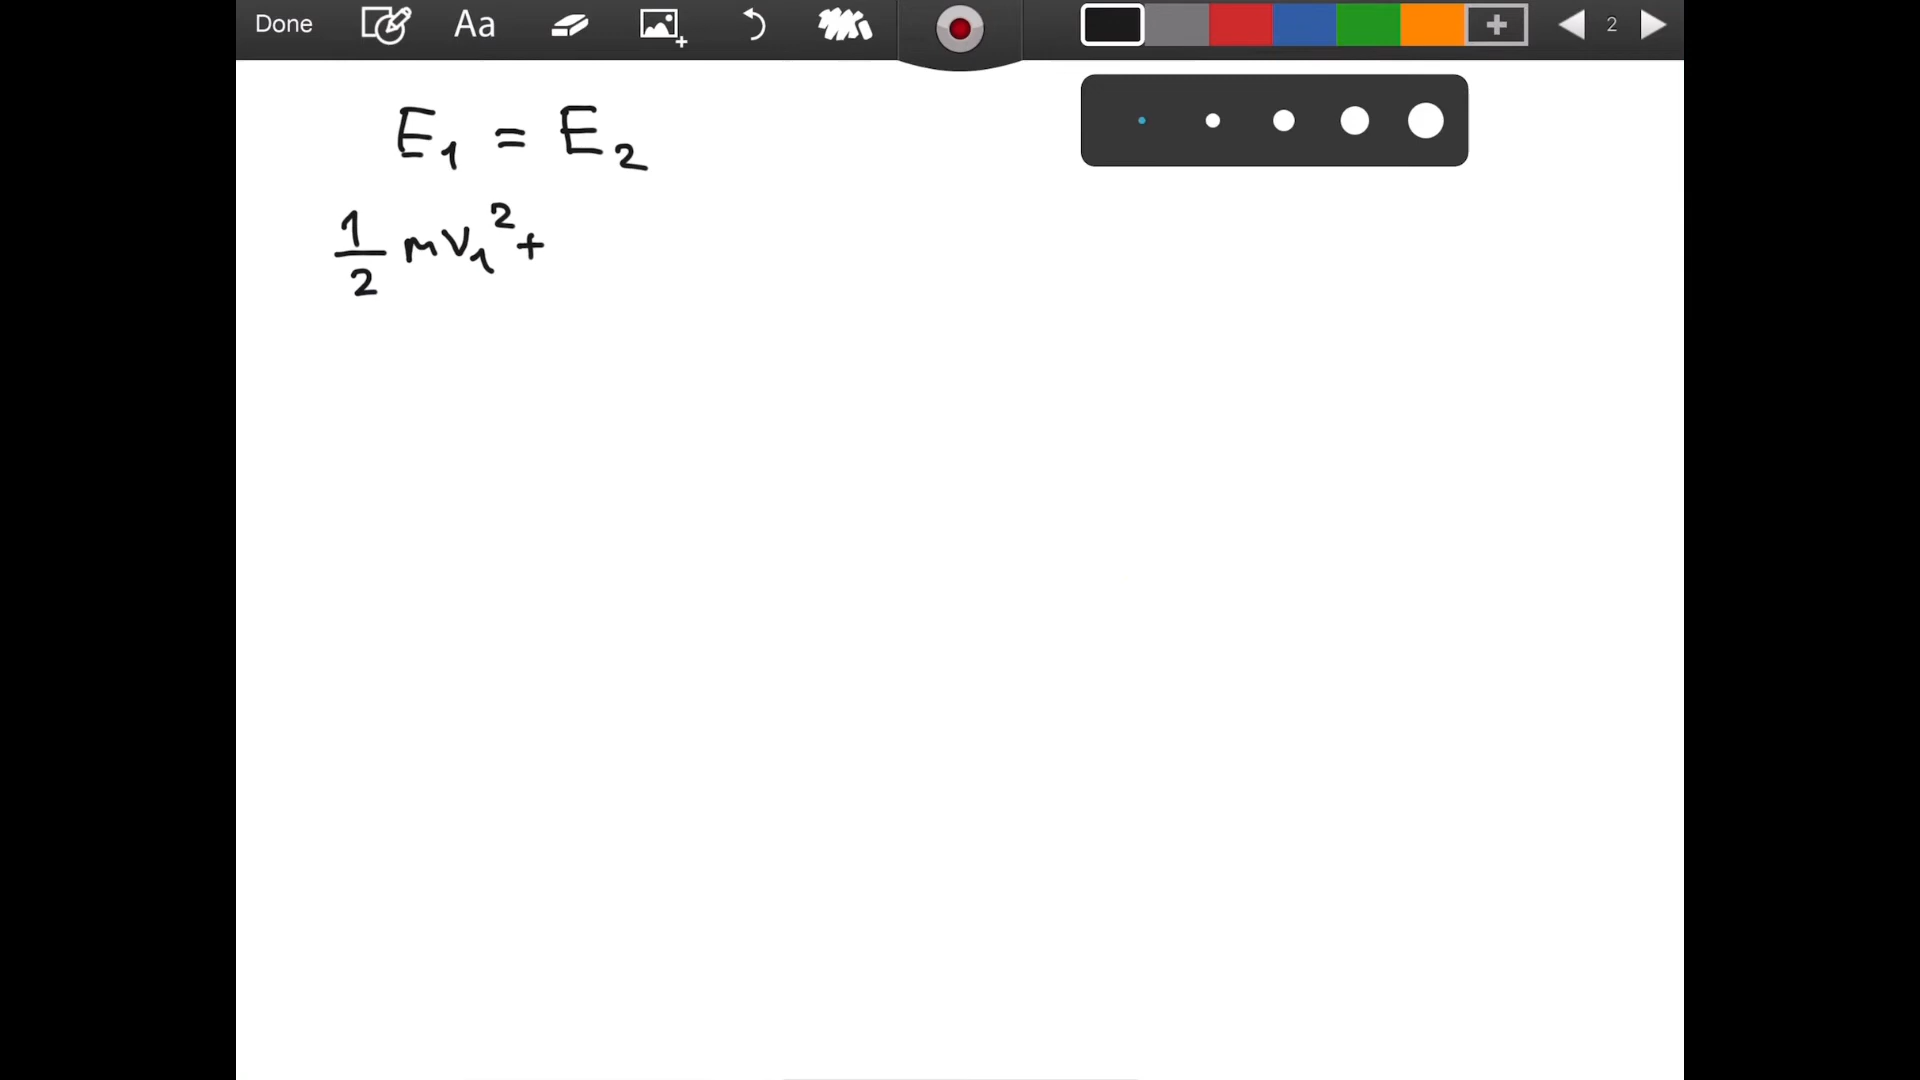 Done Aa 2
E₁ = E₂
1/2 mv₁² +